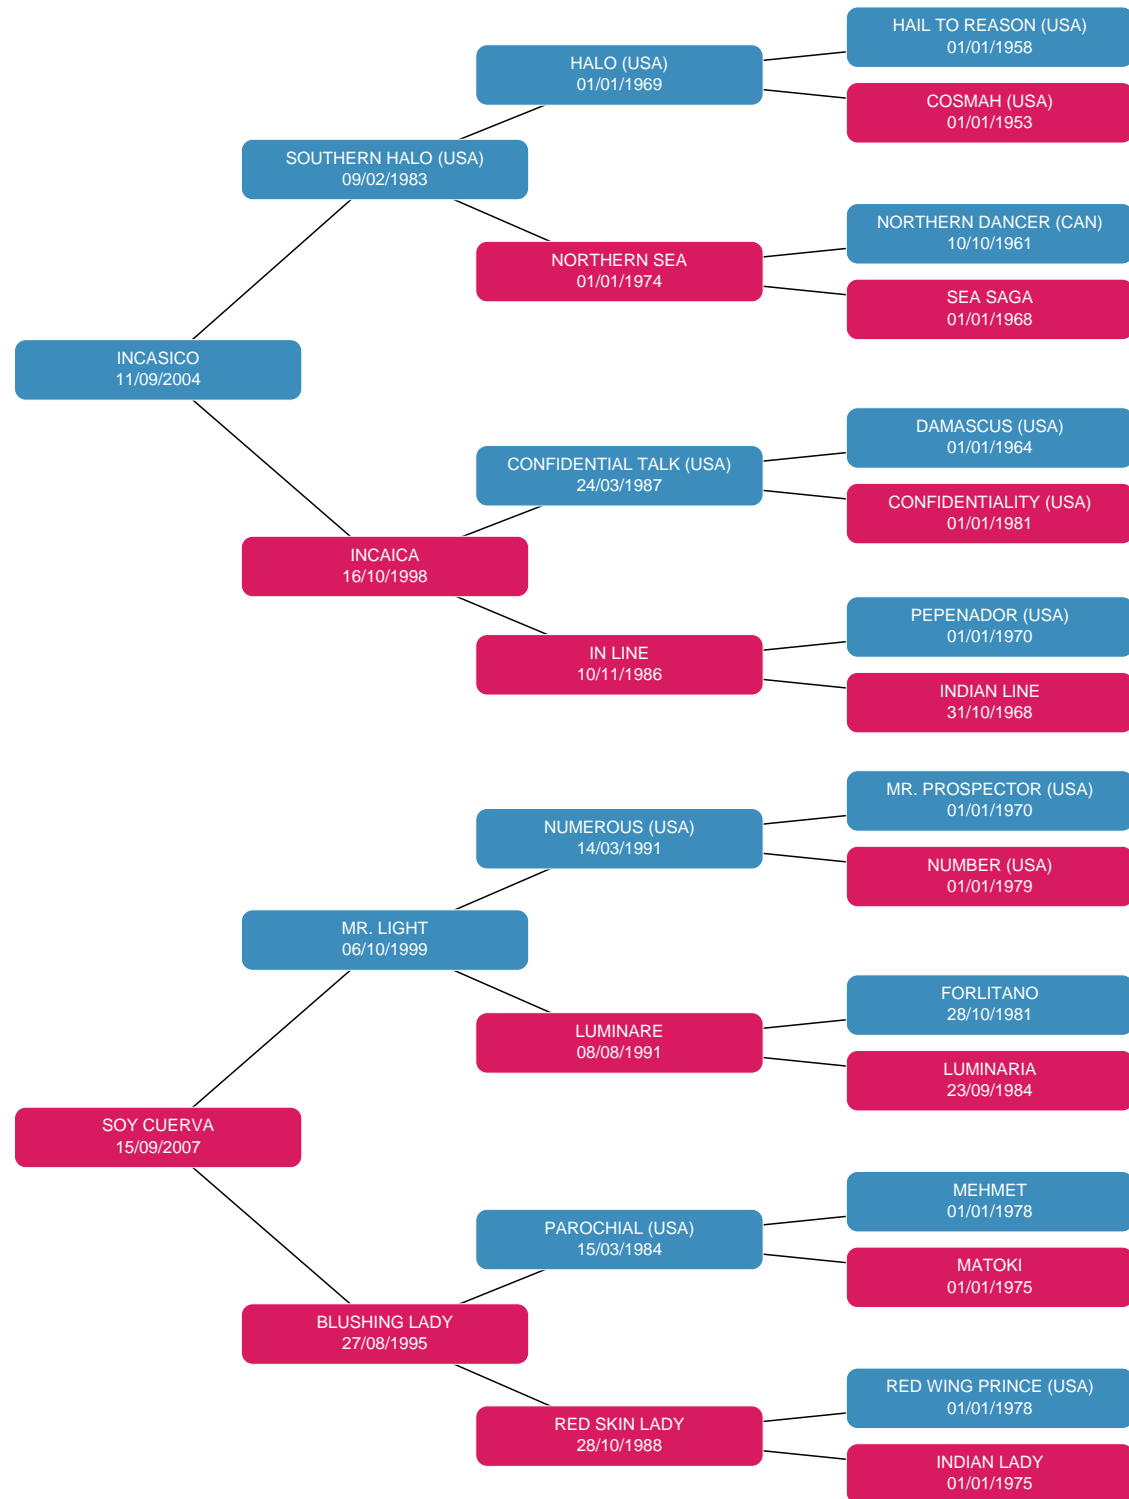 HAIL TO REASON (USA)
01/01/1958
HALO (USA)
01/01/1969
COSMAH (USA)
01/01/1953
SOUTHERN HALO (USA)
09/02/1983
NORTHERN DANCER (CAN)
10/10/1961
NORTHERN SEA
01/01/1974
SEA SAGA
01/01/1968
INCASICO
11/09/2004
DAMASCUS (USA)
01/01/1964
CONFIDENTIAL TALK (USA)
24/03/1987
CONFIDENTIALITY (USA)
01/01/1981
INCAICA
16/10/1998
PEPENADOR (USA)
01/01/1970
IN LINE
10/11/1986
INDIAN LINE
31/10/1968
MR. PROSPECTOR (USA)
01/01/1970
NUMEROUS (USA)
14/03/1991
NUMBER (USA)
01/01/1979
MR. LIGHT
06/10/1999
FORLITANO
28/10/1981
LUMINARE
08/08/1991
LUMINARIA
23/09/1984
SOY CUERVA
15/09/2007
MEHMET
01/01/1978
PAROCHIAL (USA)
15/03/1984
MATOKI
01/01/1975
BLUSHING LADY
27/08/1995
RED WING PRINCE (USA)
01/01/1978
RED SKIN LADY
28/10/1988
INDIAN LADY
01/01/1975